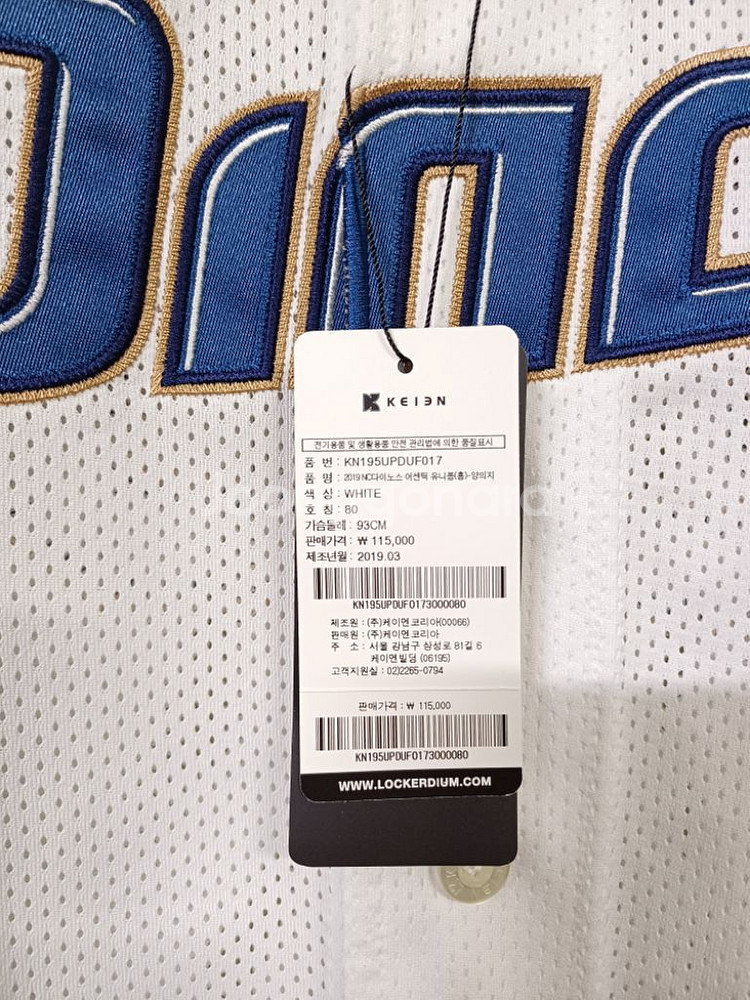 Dino
KEI3N
전기용품 및 생활용품 안전 관리법에 의한 품질표시
품 번 : KN195UPDUF017
품 명 : 2019 NC다이노스 어센틱 유니폼(홈)-양의지
색 상 : WHITE
호 칭 : 80
가슴둘레 : 93CM
판매가격 : ₩ 115,000
제조년월 : 2019.03
KN195UPDUF0173000080
제조원 : (주)케이엔코리아(00066)
판매원 : (주)케이엔코리아
주 소 : 서울 강남구 삼성로 81길 6
케이엔빌딩 (06195)
고객지원실 : 02)2265-0794
판매가격 : ₩ 115,000
KN195UPDUF0173000080
WWW.LOCKERDIUM.COM